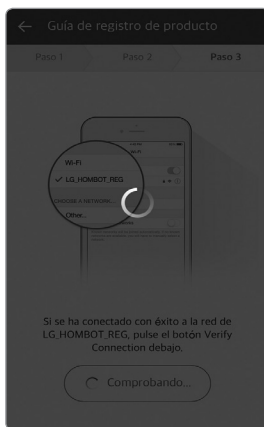 ← Guía de registro de producto
Paso 1 Paso 2 Paso 3
Wi-Fi
✓ LG_HOMBOT_REG
CHOOSE A NETWORK...
Other...
Si se ha conectado con éxito a la red de
LG_HOMBOT_REG, pulse el botón Verify
Connection debajo.
Comprobando...